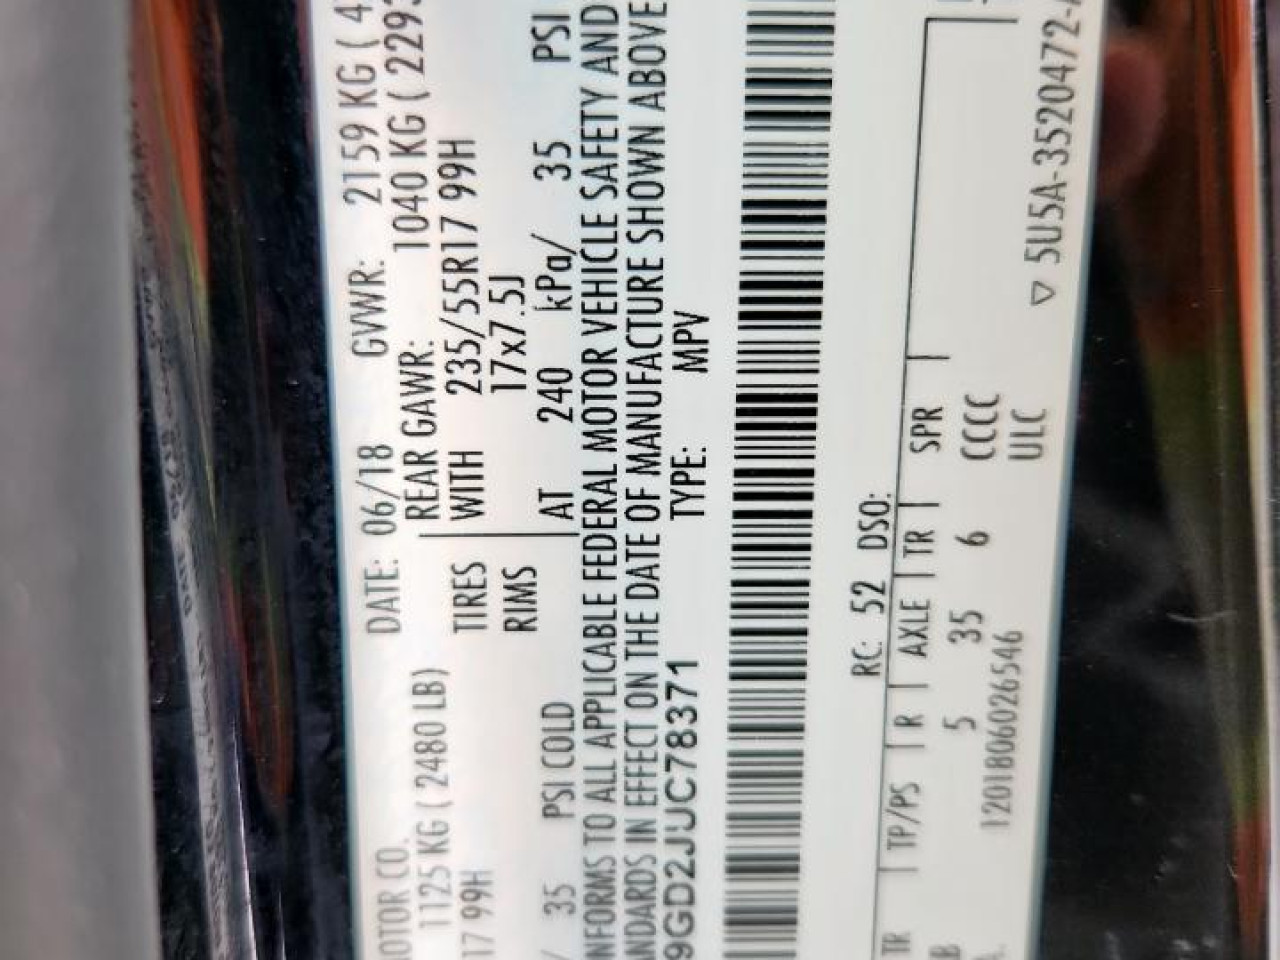 MOTOR CO. DATE: 06/18 GVWR: 2159 KG ( 4
1125 KG ( 2480 LB) REAR GAWR: 1040 KG ( 2293
17 99H TIRES WITH 235/55R17 99H
RIMS 17x7.5J
/ 35 PSI COLD AT 240 kPa/ 35 PSI
NFORMS TO ALL APPLICABLE FEDERAL MOTOR VEHICLE SAFETY AND
ANDARDS IN EFFECT ON THE DATE OF MANUFACTURE SHOWN ABOVE
9GD2JUC78371 TYPE: MPV
RC: 52 DSO:
TR TP/PS R AXLE TR SPR
B 5 35 6 CCCC
A. 1201806026546 ULC
▽ 5U5A-3520472-A